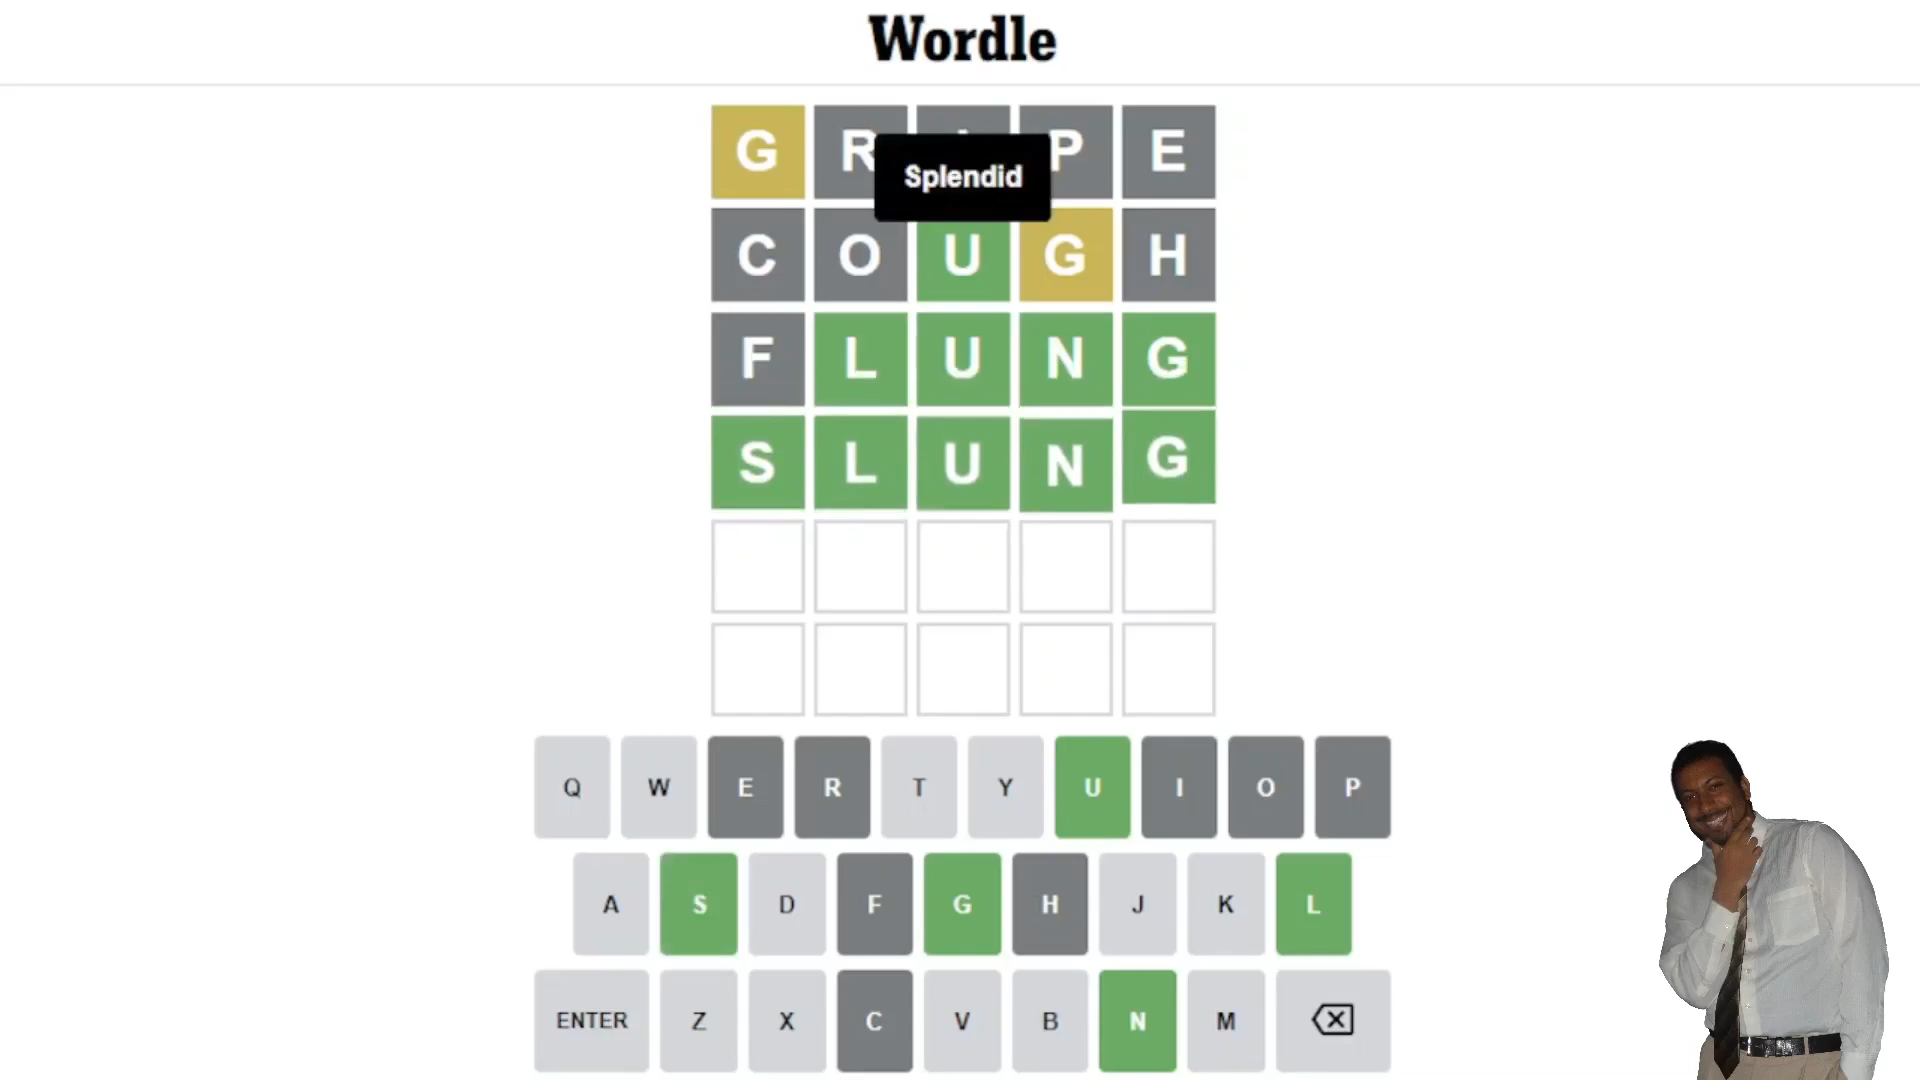 Wordle
G R P E
Splendid
C O U G H
F L U N G
S L U N G
Q W E R T Y U I O P
A S D F G H J K L
ENTER Z X C V B N M